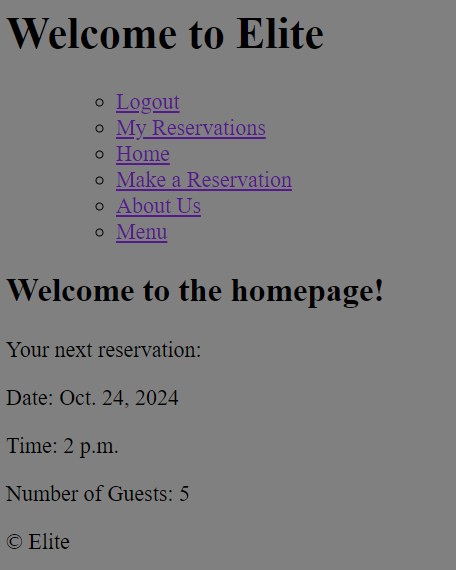 Welcome to Elite
Logout
My Reservations
Home
Make a Reservation
About Us
Menu
Welcome to the homepage!
Your next reservation:
Date: Oct. 24, 2024
Time: 2 p.m.
Number of Guests: 5
© Elite